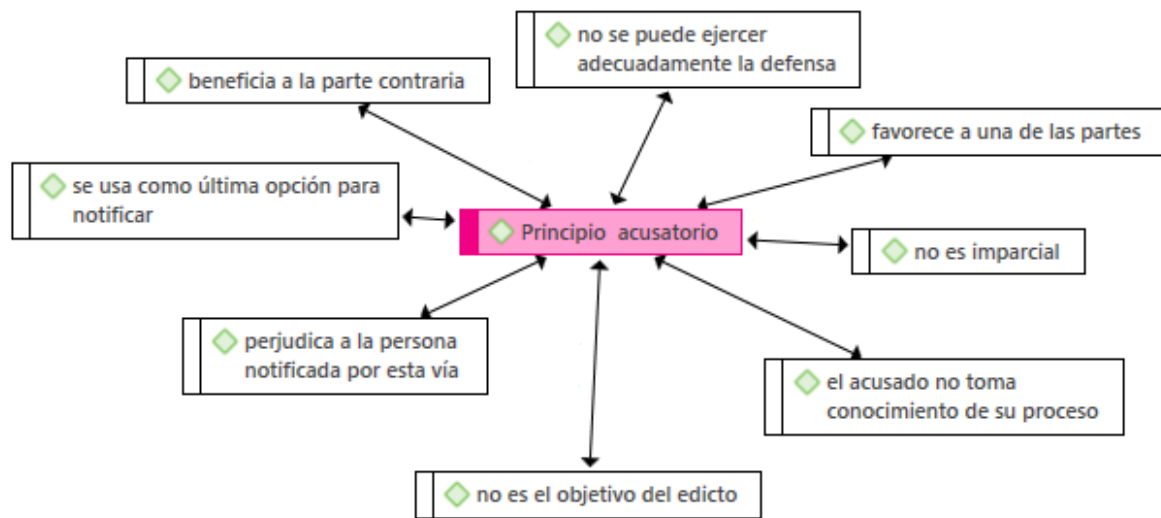 no se puede ejercer
adecuadamente la defensa
beneficia a la parte contraria
favorece a una de las partes
se usa como última opción para
notificar
Principio acusatorio
no es imparcial
perjudica a la persona
notificada por esta vía
el acusado no toma
conocimiento de su proceso
no es el objetivo del edicto